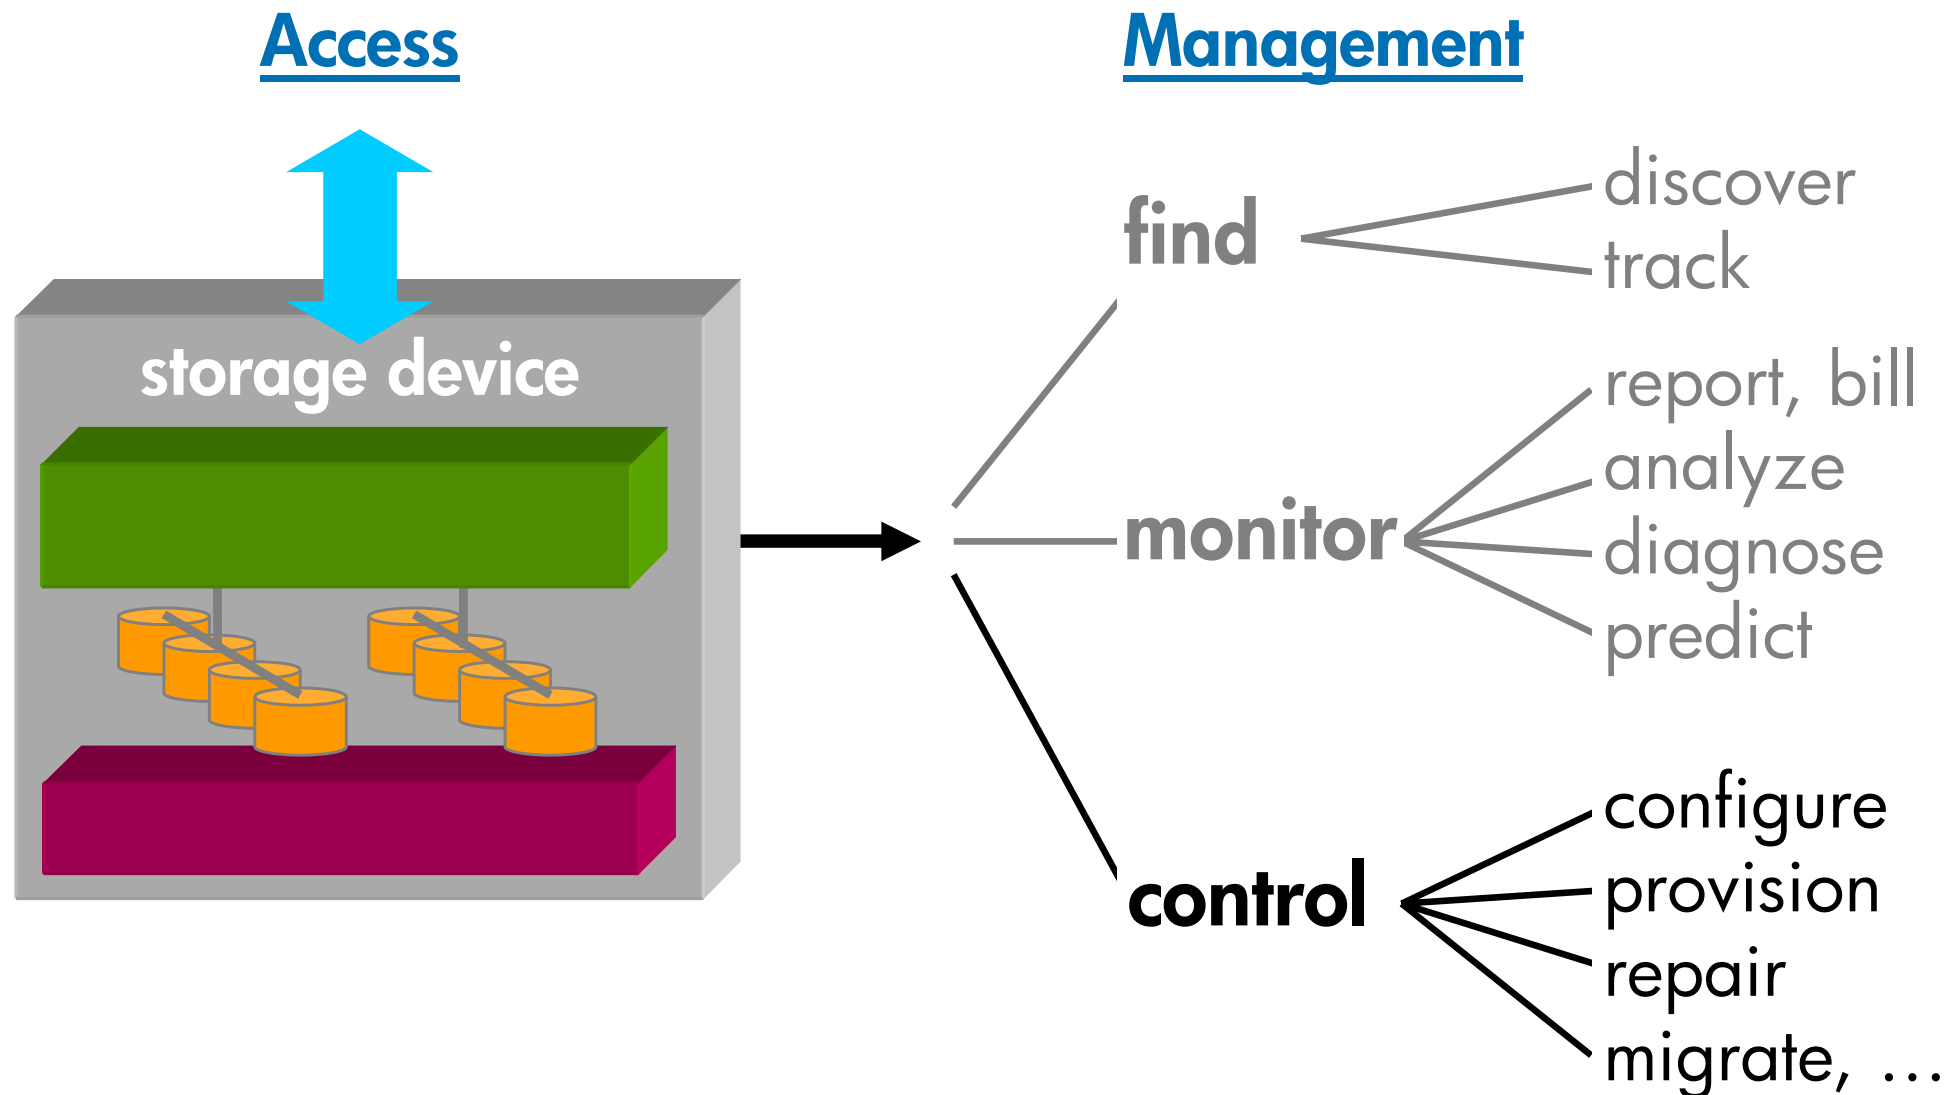 Access
Management
storage device
find
discover
track
monitor
report, bill
analyze
diagnose
predict
control
configure
provision
repair
migrate, …